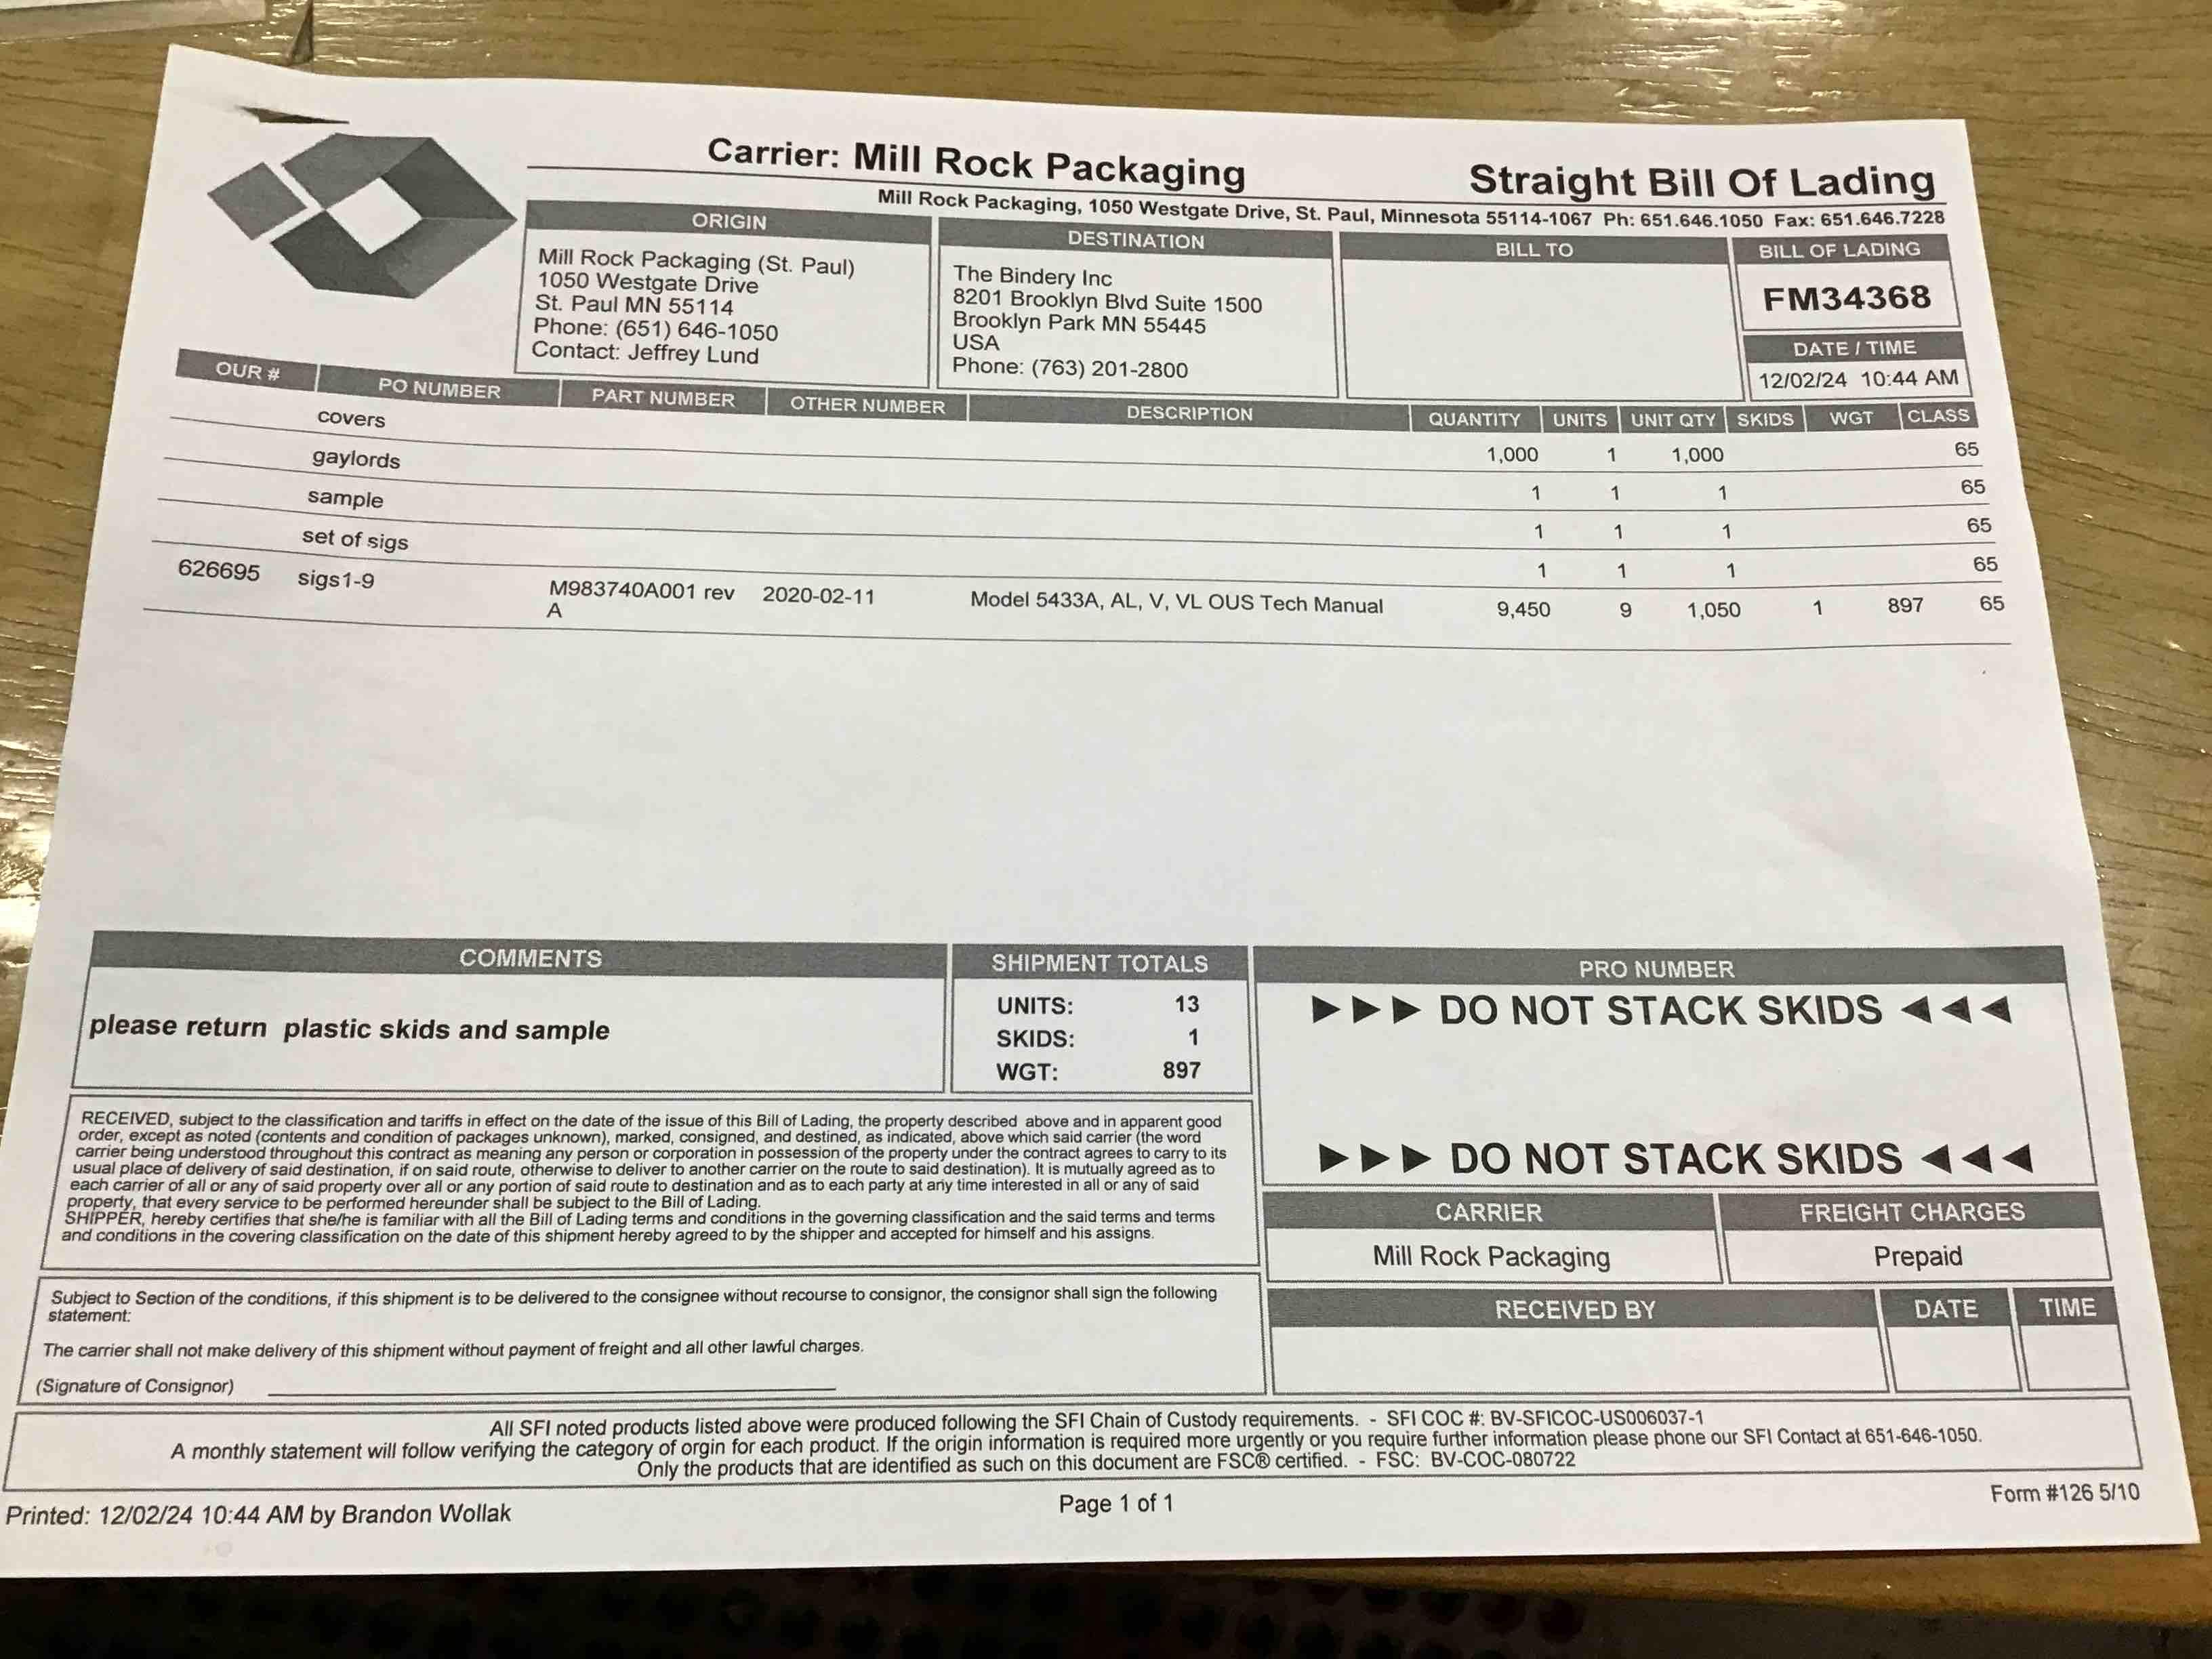 Carrier: Mill Rock Packaging
Straight Bill Of Lading
Mill Rock Packaging, 1050 Westgate Drive, St. Paul, Minnesota 55114-1067 Ph: 651.646.1050 Fax: 651.646.7228
ORIGIN
Mill Rock Packaging (St. Paul)
1050 Westgate Drive
St. Paul MN 55114
Phone: (651) 646-1050
Contact: Jeffrey Lund
DESTINATION
The Bindery Inc
8201 Brooklyn Blvd Suite 1500
Brooklyn Park MN 55445
USA
Phone: (763) 201-2800
BILL TO
BILL OF LADING
FM34368
DATE / TIME
12/02/24 10:44 AM
OUR # PO NUMBER PART NUMBER OTHER NUMBER DESCRIPTION QUANTITY UNITS UNIT QTY SKIDS WGT CLASS
covers 1,000 1 1,000 65
gaylords 1 1 1 65
sample 1 1 1 65
set of sigs 1 1 1 65
626695 sigs1-9 M983740A001 rev 2020-02-11 Model 5433A, AL, V, VL OUS Tech Manual 9,450 9 1,050 1 897 65
A
COMMENTS
please return plastic skids and sample
SHIPMENT TOTALS
UNITS: 13
SKIDS: 1
WGT: 897
PRO NUMBER
▶▶▶ DO NOT STACK SKIDS ◀◀◀
▶▶▶ DO NOT STACK SKIDS ◀◀◀
RECEIVED, subject to the classification and tariffs in effect on the date of the issue of this Bill of Lading, the property described above and in apparent good
order, except as noted (contents and condition of packages unknown), marked, consigned, and destined, as indicated, above which said carrier (the word
carrier being understood throughout this contract as meaning any person or corporation in possession of the property under the contract agrees to carry to its
usual place of delivery of said destination, if on said route, otherwise to deliver to another carrier on the route to said destination). It is mutually agreed as to
each carrier of all or any of said property over all or any portion of said route to destination and as to each party at any time interested in all or any of said
property, that every service to be performed hereunder shall be subject to the Bill of Lading.
SHIPPER, hereby certifies that she/he is familiar with all the Bill of Lading terms and conditions in the governing classification and the said terms and terms
and conditions in the covering classification on the date of this shipment hereby agreed to by the shipper and accepted for himself and his assigns.
CARRIER
Mill Rock Packaging
FREIGHT CHARGES
Prepaid
Subject to Section of the conditions, if this shipment is to be delivered to the consignee without recourse to consignor, the consignor shall sign the following
statement:
The carrier shall not make delivery of this shipment without payment of freight and all other lawful charges.
(Signature of Consignor)
RECEIVED BY
DATE
TIME
All SFI noted products listed above were produced following the SFI Chain of Custody requirements. - SFI COC #: BV-SFICOC-US006037-1
A monthly statement will follow verifying the category of orgin for each product. If the origin information is required more urgently or you require further information please phone our SFI Contact at 651-646-1050.
Only the products that are identified as such on this document are FSC® certified. - FSC: BV-COC-080722
Printed: 12/02/24 10:44 AM by Brandon Wollak
Page 1 of 1
Form #126 5/10